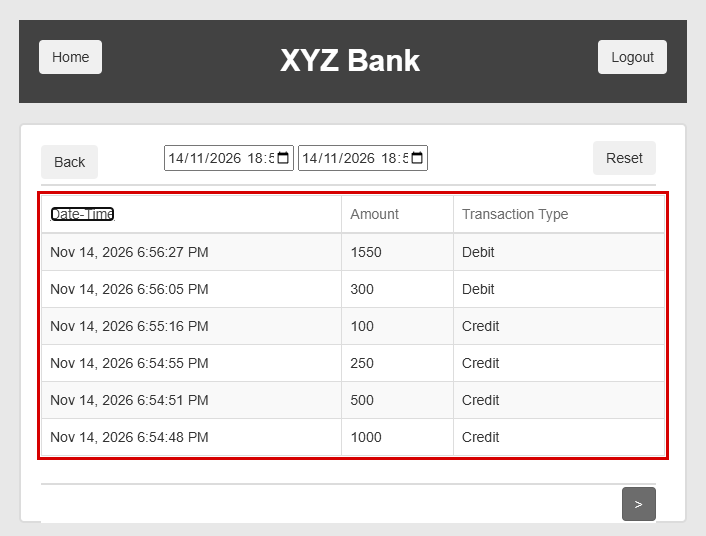 Home XYZ Bank Logout
Back 14/11/2026 18:5 14/11/2026 18:5 Reset
Date-Time Amount Transaction Type
Nov 14, 2026 6:56:27 PM 1550 Debit
Nov 14, 2026 6:56:05 PM 300 Debit
Nov 14, 2026 6:55:16 PM 100 Credit
Nov 14, 2026 6:54:55 PM 250 Credit
Nov 14, 2026 6:54:51 PM 500 Credit
Nov 14, 2026 6:54:48 PM 1000 Credit
>